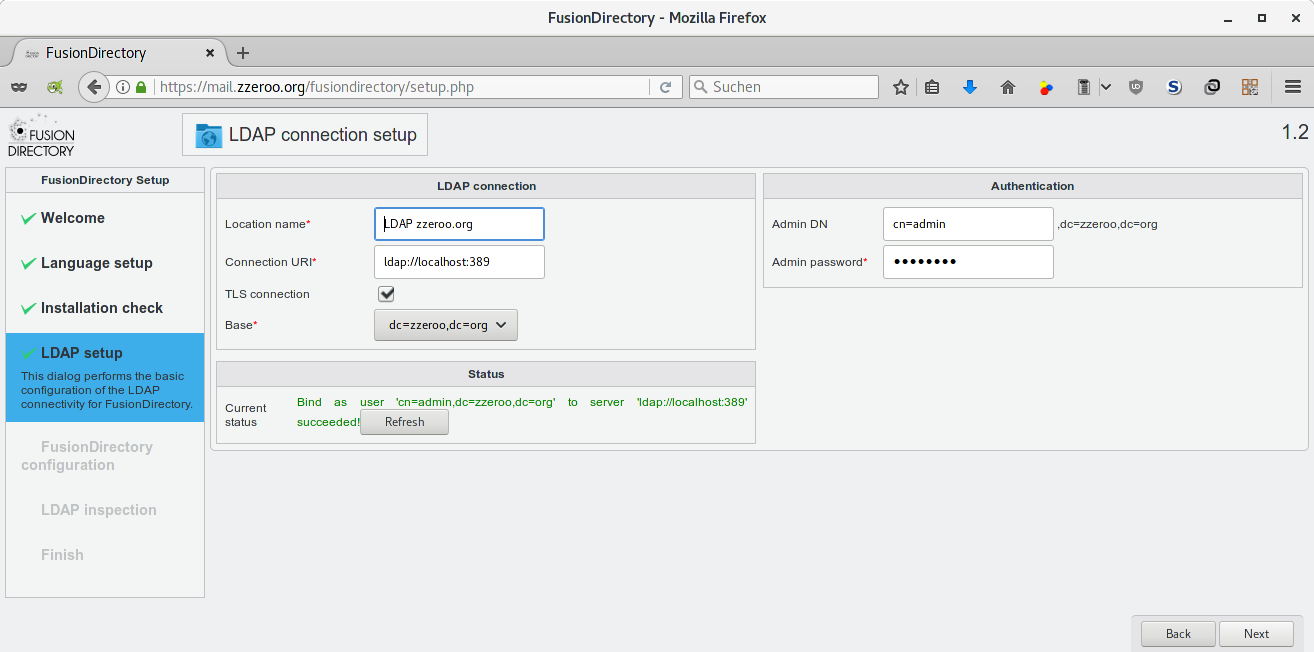 FusionDirectory - Mozilla Firefox
FusionDirectory
https://mail.zzeroo.org/fusiondirectory/setup.php
Suchen
FUSION
DIRECTORY
LDAP connection setup
1.2
FusionDirectory Setup
Welcome
Language setup
Installation check
LDAP setup
This dialog performs the basic
configuration of the LDAP
connectivity for FusionDirectory.
FusionDirectory
configuration
LDAP inspection
Finish
LDAP connection
Location name*
LDAP zzeroo.org
Connection URI*
ldap://localhost:389
TLS connection
Base*
dc=zzeroo,dc=org
Status
Current
status
Bind as user 'cn=admin,dc=zzeroo,dc=org' to server 'ldap://localhost:389'
succeeded!
Refresh
Authentication
Admin DN
cn=admin
,dc=zzeroo,dc=org
Admin password*
●●●●●●●●
Back
Next